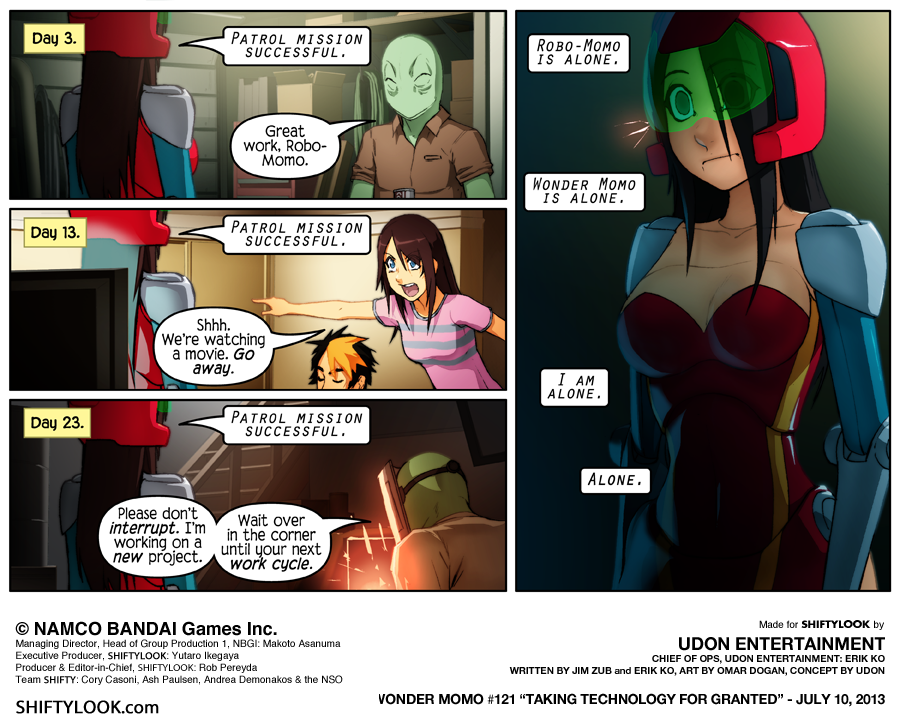 Day 3.
PATROL MISSION
SUCCESSFUL.
Great
work, Robo-
Momo.
Day 13.
PATROL MISSION
SUCCESSFUL.
Shhh.
We're watching
a movie. Go
away.
Day 23.
PATROL MISSION
SUCCESSFUL.
Please don't
interrupt. I'm
working on a
new project.
Wait over
in the corner
until your next
work cycle.
ROBO-MOMO
IS ALONE.
WONDER MOMO
IS ALONE.
I AM
ALONE.
ALONE.
© NAMCO BANDAI Games Inc.
Managing Director, Head of Group Production 1, NBGI: Makoto Asanuma
Executive Producer, SHIFTYLOOK: Yutaro Ikegaya
Producer & Editor-in-Chief, SHIFTYLOOK: Rob Pereyda
Team SHIFTY: Cory Casoni, Ash Paulsen, Andrea Demonakos & the NSO
SHIFTYLOOK.com
Made for SHIFTYLOOK by
UDON ENTERTAINMENT
CHIEF OF OPS, UDON ENTERTAINMENT: ERIK KO
WRITTEN BY JIM ZUB and ERIK KO, ART BY OMAR DOGAN, CONCEPT BY UDON
WONDER MOMO #121 “TAKING TECHNOLOGY FOR GRANTED” - JULY 10, 2013